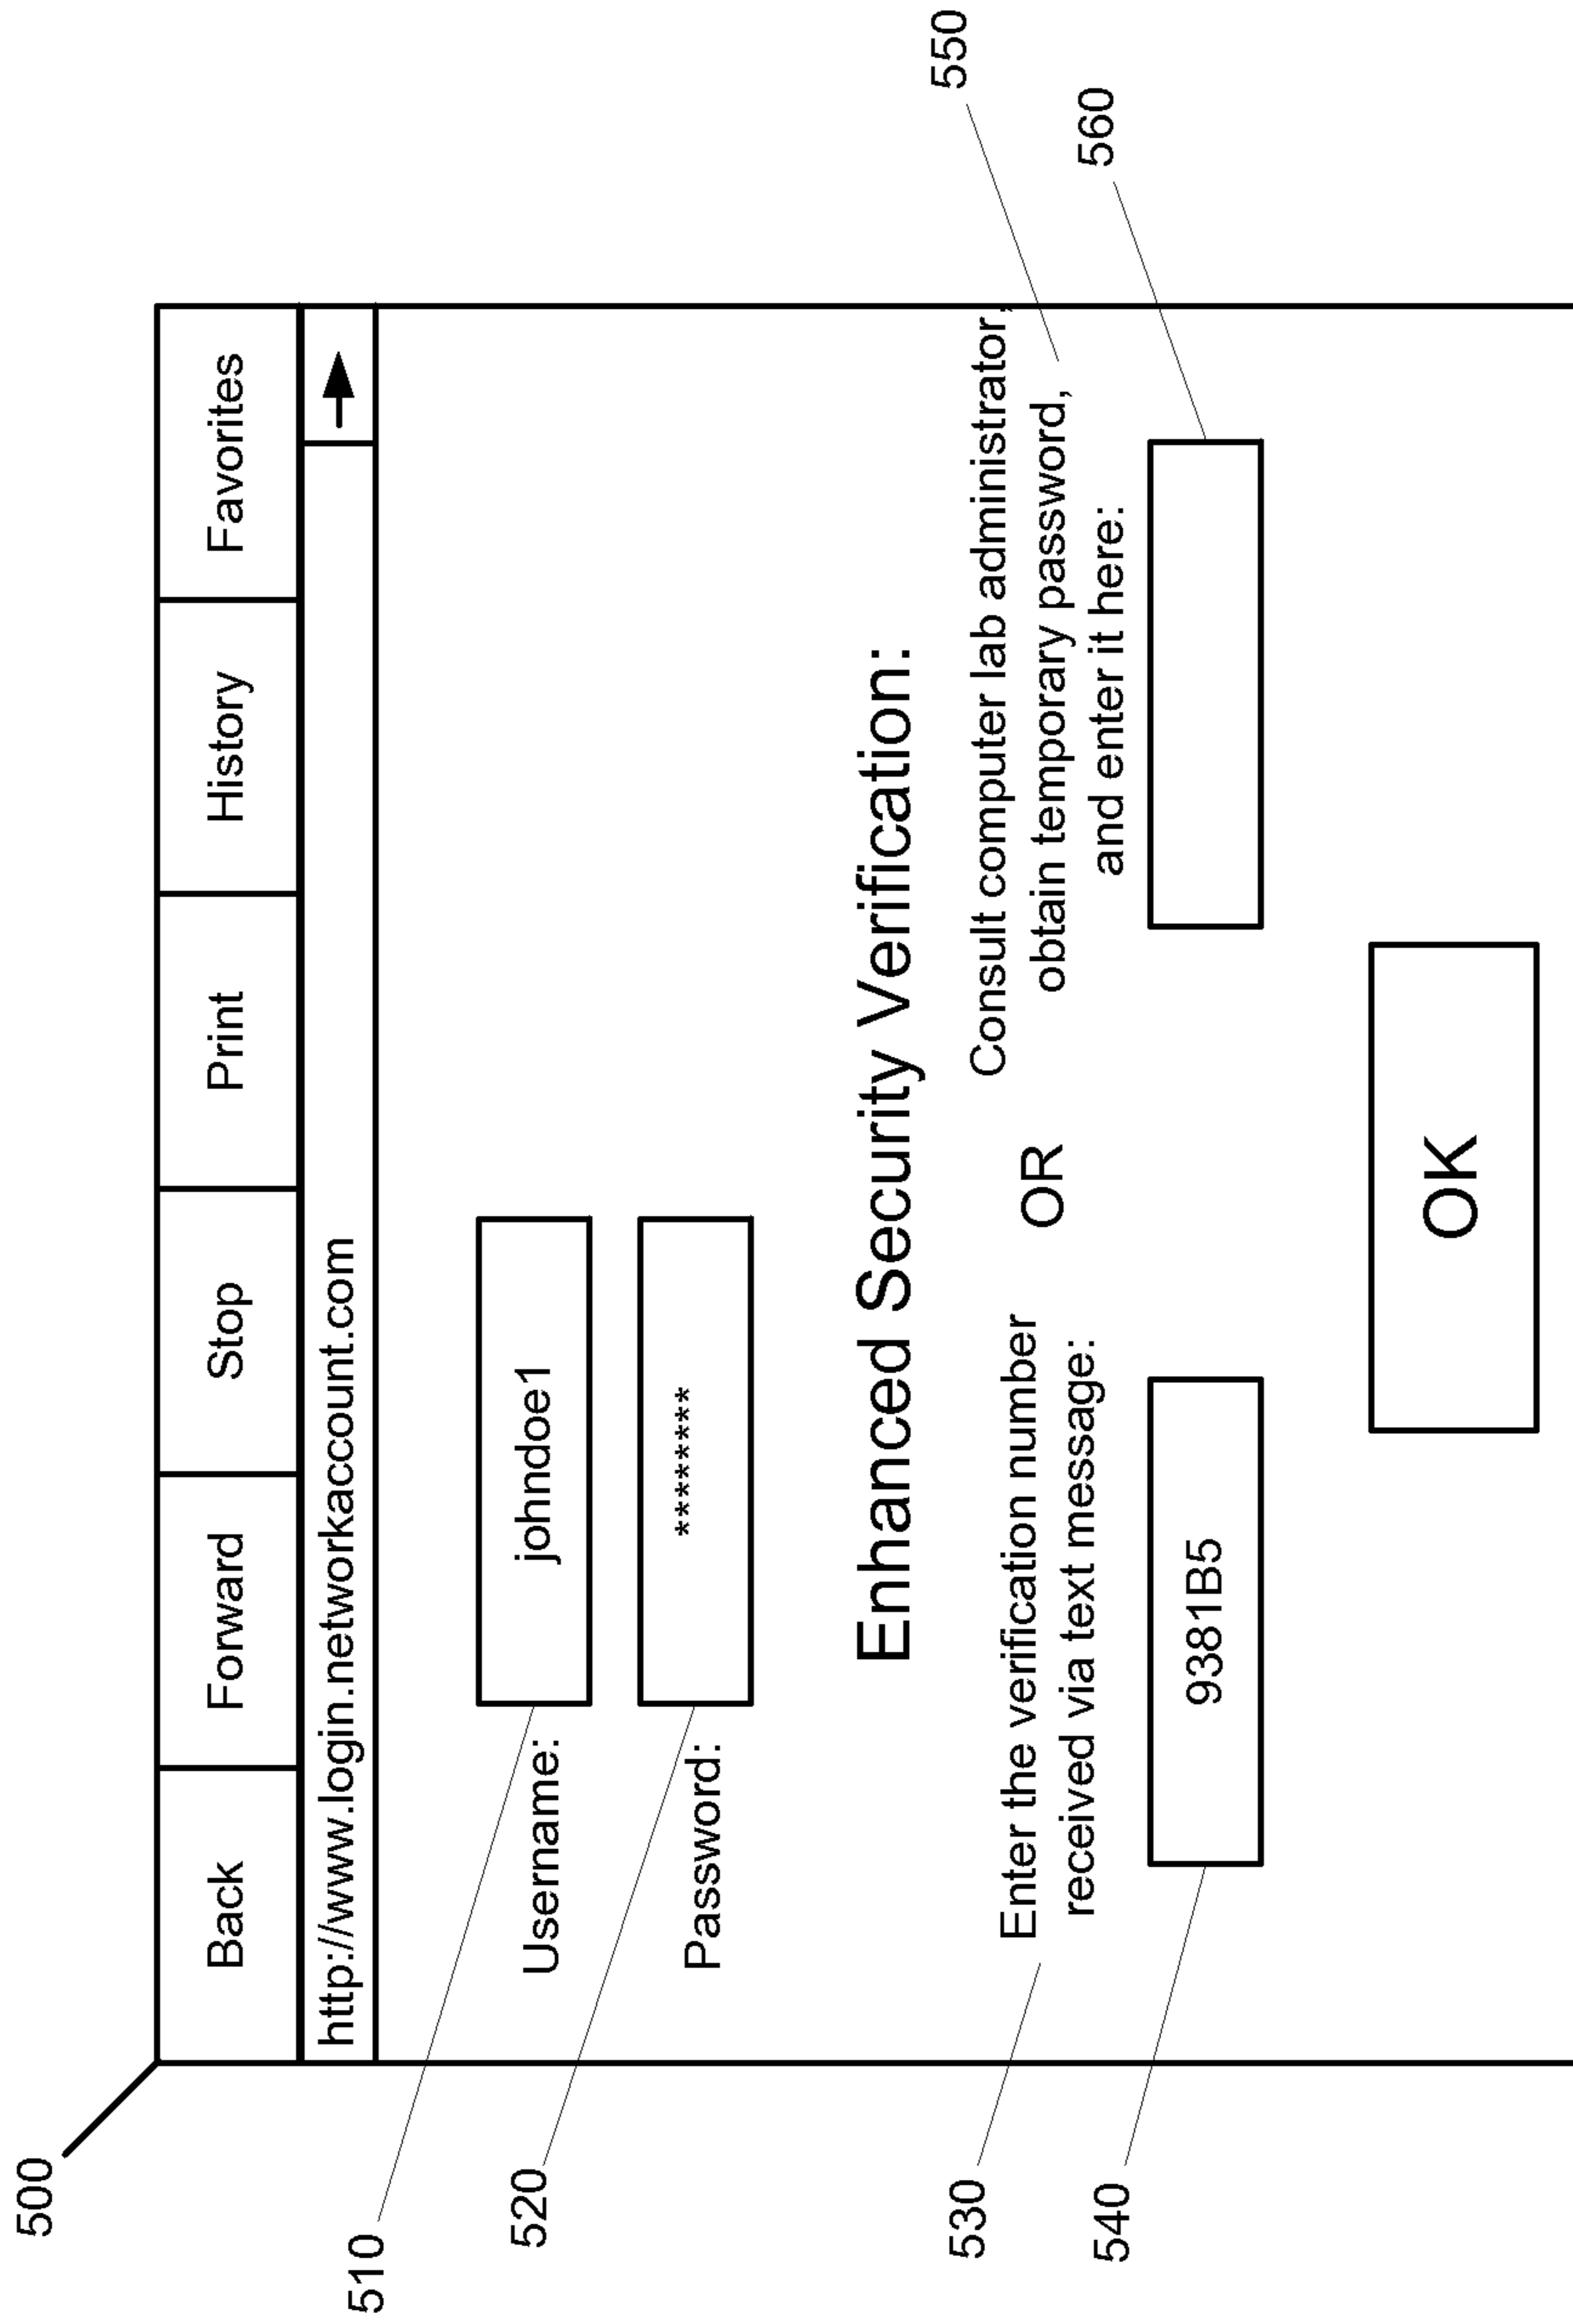 500
Back Forward Stop Print History Favorites
http://www.login.networkaccount.com
510
Username: johndoe1
520
Password: ********
Enhanced Security Verification:
530
Enter the verification number
received via text message:
OR
Consult computer lab administrator,
obtain temporary password,
and enter it here:
550
540
9381B5
560
OK